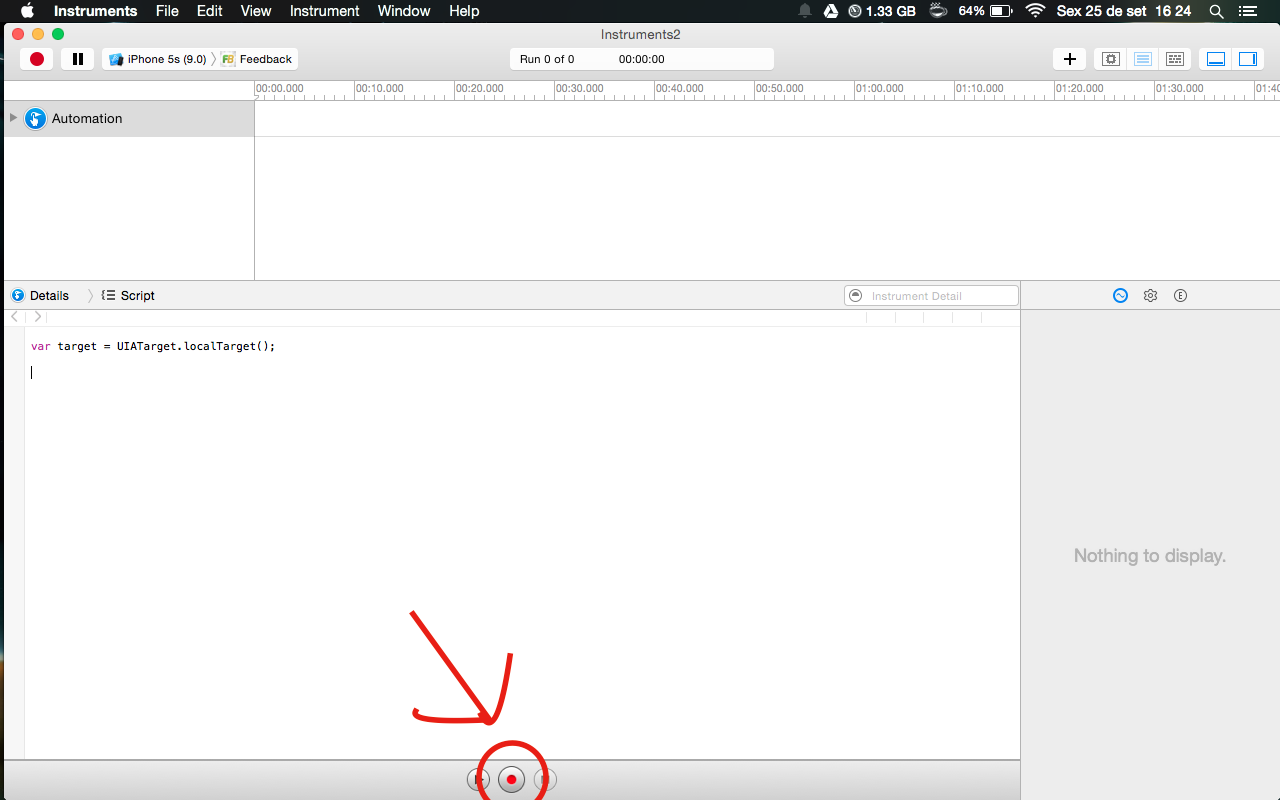 Instruments File Edit View Instrument Window Help 1.33 GB 64% Sex 25 de set 16 24
Instruments2
iPhone 5s (9.0) FB Feedback Run 0 of 0 00:00:00
00:00.000 00:10.000 00:20.000 00:30.000 00:40.000 00:50.000 01:00.000 01:10.000 01:20.000 01:30.000 01:40
Automation
Details Script Instrument Detail E
var target = UIATarget.localTarget();
Nothing to display.